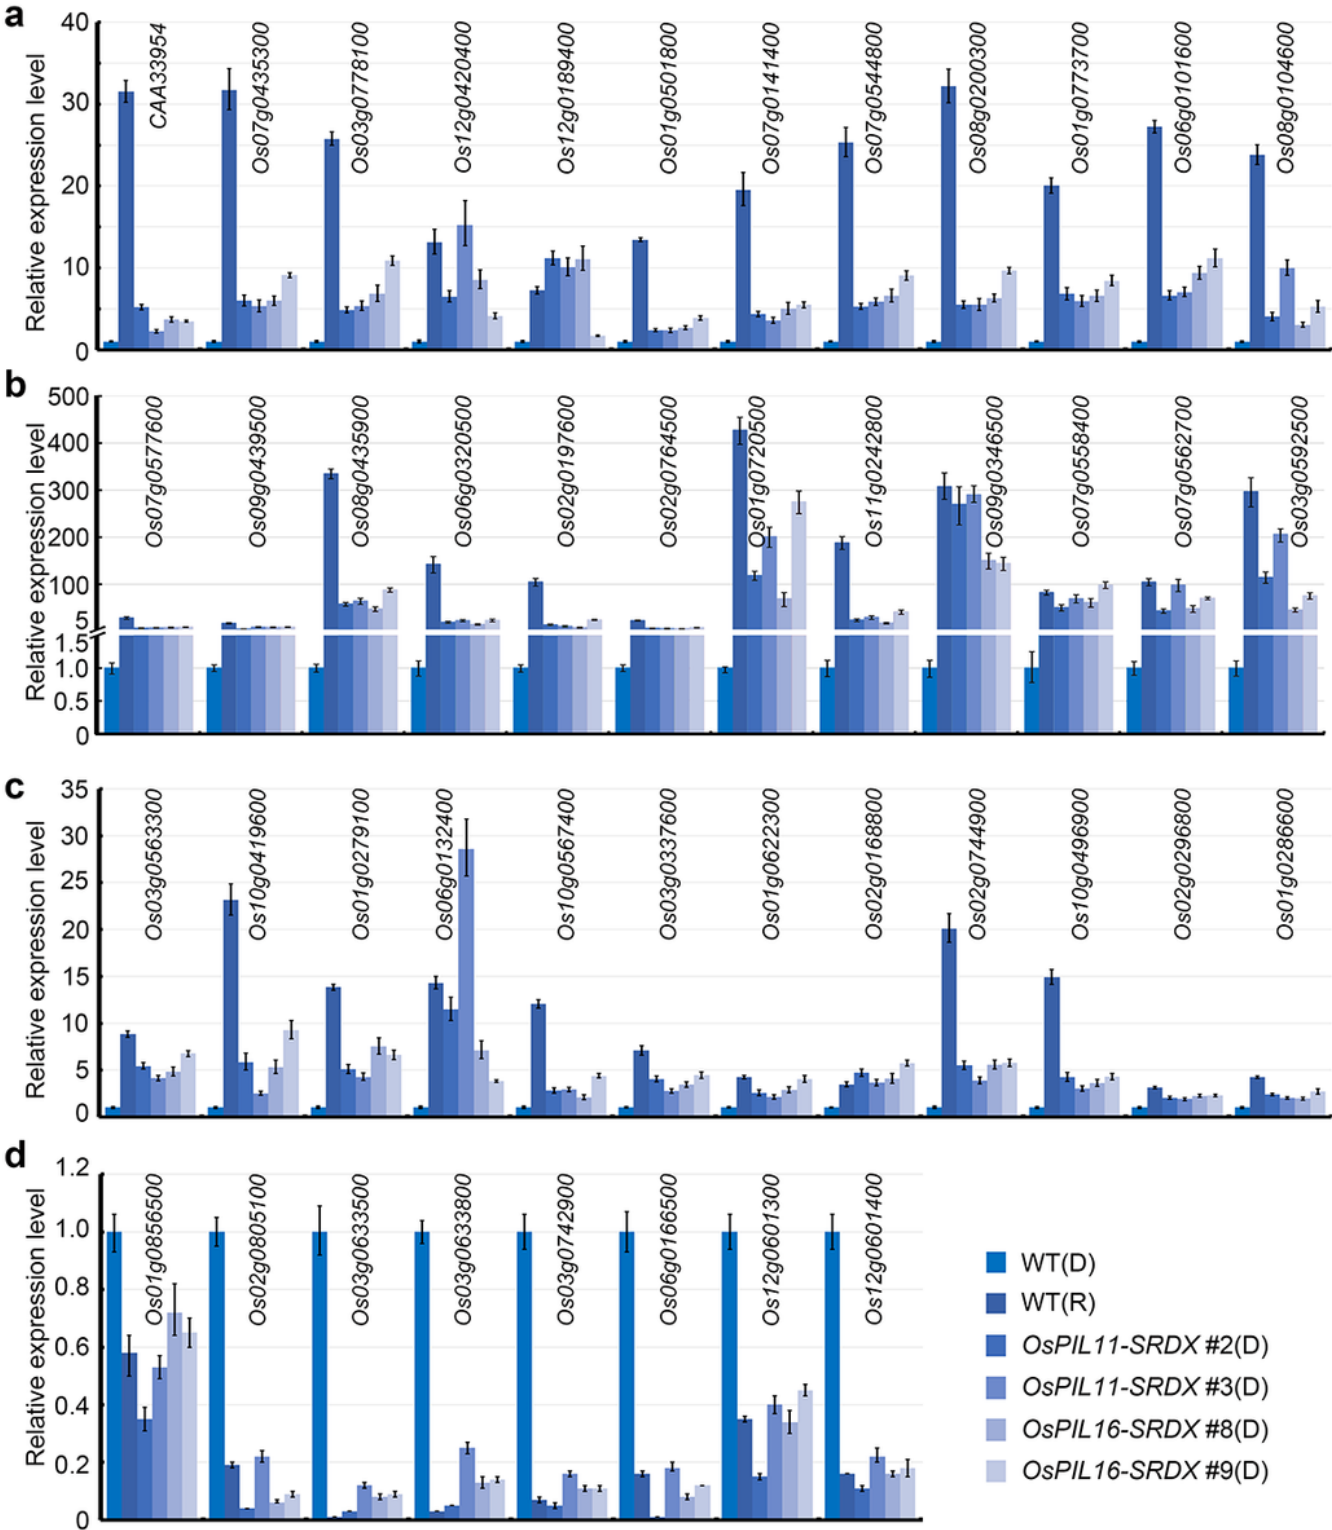 a
Relative expression level
40
30
20
10
0
CAA33954
Os07g0435300
Os03g0778100
Os12g0420400
Os12g0189400
Os01g0501800
Os07g0141400
Os07g0544800
Os08g0200300
Os01g0773700
Os06g0101600
Os08g0104600
b
Relative expression level
500
400
300
200
100
5
1.5
1.0
0.5
0
Os07g0577600
Os09g0439500
Os08g0435900
Os06g0320500
Os02g0197600
Os02g0764500
Os01g0720500
Os11g0242800
Os09g0346500
Os07g0558400
Os07g0562700
Os03g0592500
c
Relative expression level
35
30
25
20
15
10
5
0
Os03g0563300
Os10g0419600
Os01g0279100
Os06g0132400
Os10g0567400
Os03g0337600
Os01g0622300
Os02g0168800
Os02g0744900
Os10g0496900
Os02g0296800
Os01g0286600
d
Relative expression level
1.2
1.0
0.8
0.6
0.4
0.2
0
Os01g0856500
Os02g0805100
Os03g0633500
Os03g0633800
Os03g0742900
Os06g0166500
Os12g0601300
Os12g0601400
WT(D)
WT(R)
OsPIL11-SRDX #2(D)
OsPIL11-SRDX #3(D)
OsPIL16-SRDX #8(D)
OsPIL16-SRDX #9(D)